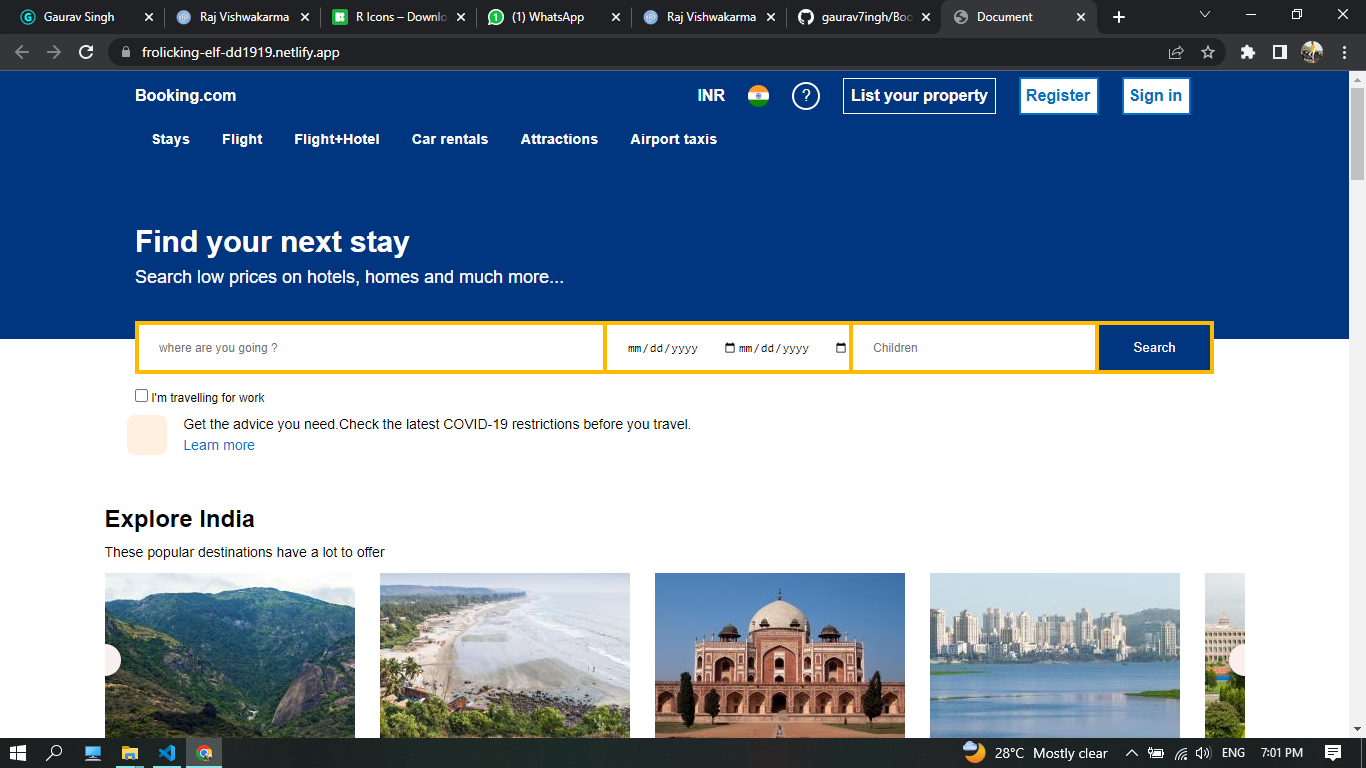 Gaurav Singh
Raj Vishwakarma
R Icons – Downlo
(1) WhatsApp
Raj Vishwakarma
gaurav7ingh/Boo
Document
frolicking-elf-dd1919.netlify.app
Booking.com
INR
?
List your property
Register
Sign in
Stays Flight Flight+Hotel Car rentals Attractions Airport taxis
Find your next stay
Search low prices on hotels, homes and much more...
where are you going ?
mm/dd/yyyy mm/dd/yyyy
Children
Search
I'm travelling for work
Get the advice you need.Check the latest COVID-19 restrictions before you travel.
Learn more
Explore India
These popular destinations have a lot to offer
28°C Mostly clear
ENG
7:01 PM